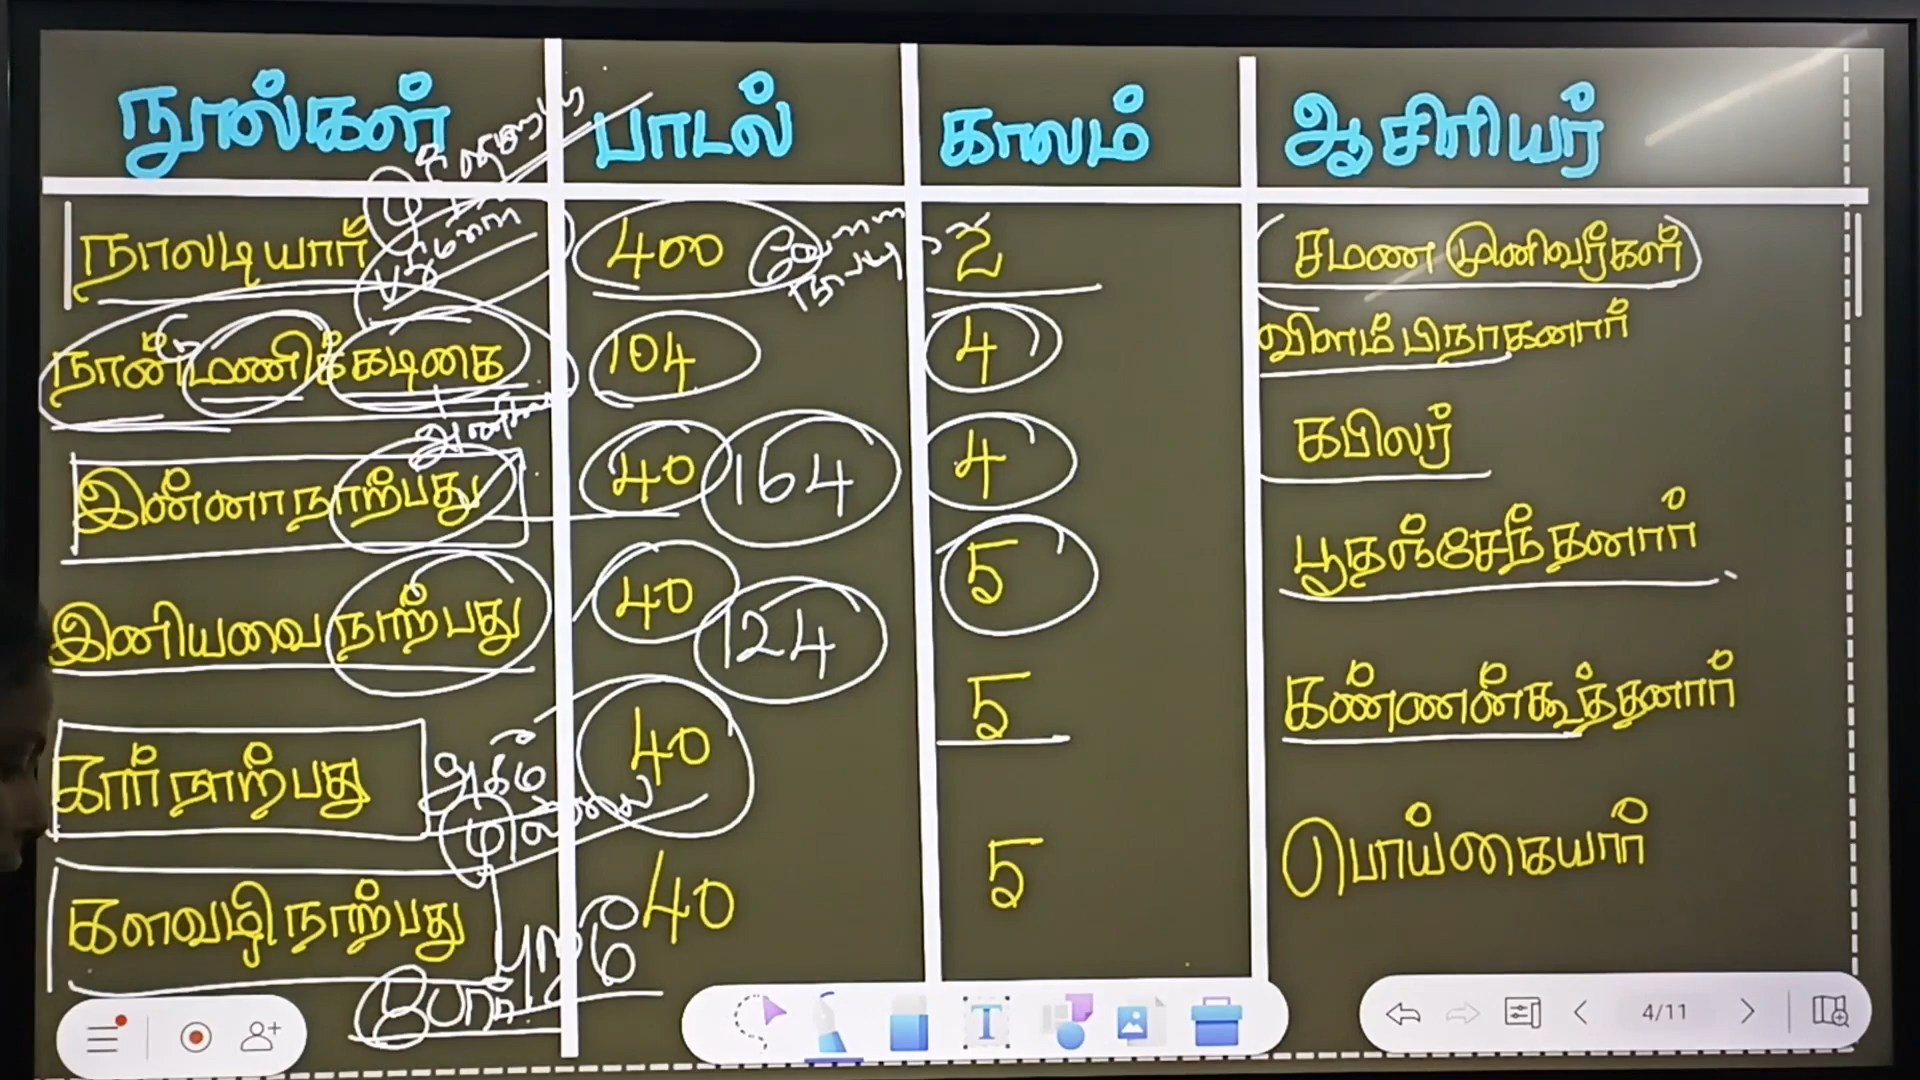 நூல்கள் பாடல் காலம் ஆசிரியர்
நாலடியார் 400 2 சமண முனிவர்கள்
நான்மணிக்கடிகை 104 4 விளம்பிநாகனார்
இன்னாநாற்பது 40 164 4 கபிலர்
இனியவை நாற்பது 40 124 5 பூதஞ்சேந்தனார்
கார் நாற்பது அகம் 40 5 கண்ணன்கூத்தனார்
களவழி நாற்பது புறம் 40 5 பொய்கையார்
போர்
T
4/11